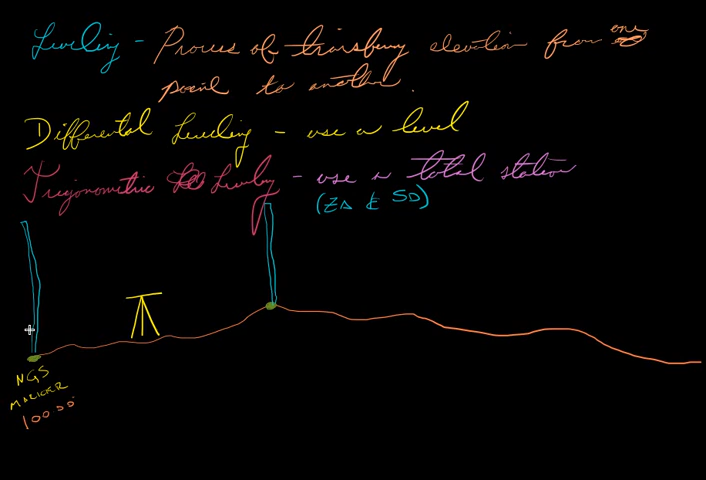 Leveling - Process of transferring elevation from one
point to another.
Differential Leveling - use a level
Trigonometric Leveling - use a total station
(Z∆ & SD)
NGS
MARKER
100.00